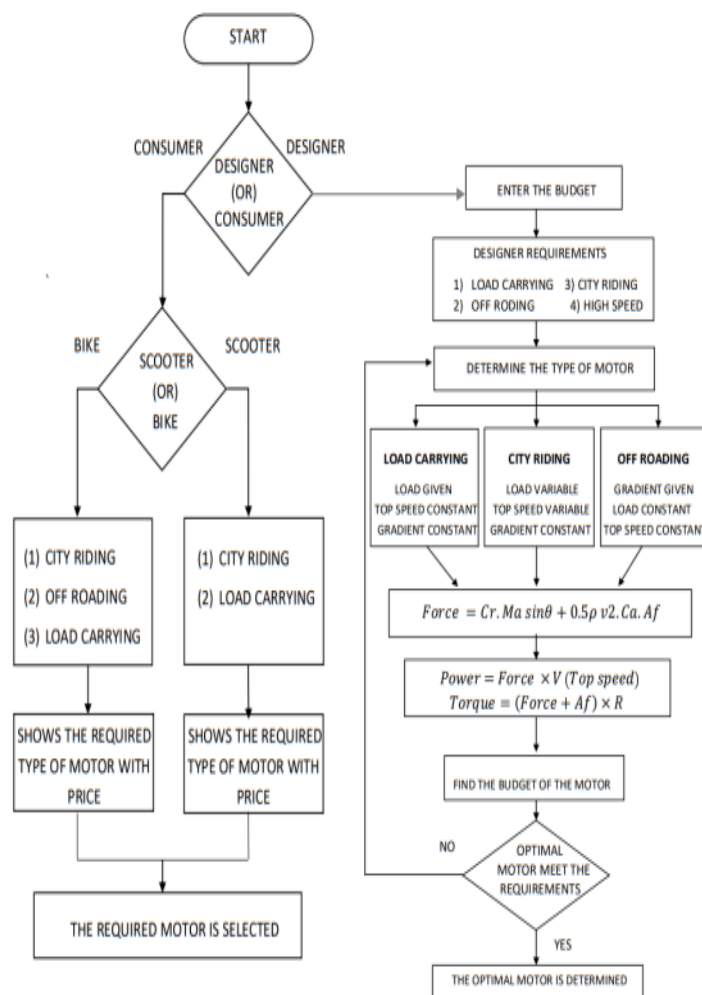 START
CONSUMER
DESIGNER
DESIGNER
(OR)
CONSUMER
BIKE
SCOOTER
SCOOTER
(OR)
BIKE
(1) CITY RIDING
(2) OFF ROADING
(3) LOAD CARRYING
(1) CITY RIDING
(2) LOAD CARRYING
SHOWS THE REQUIRED
TYPE OF MOTOR WITH
PRICE
SHOWS THE REQUIRED
TYPE OF MOTOR WITH
PRICE
THE REQUIRED MOTOR IS SELECTED
ENTER THE BUDGET
DESIGNER REQUIREMENTS
1) LOAD CARRYING 3) CITY RIDING
2) OFF RODING 4) HIGH SPEED
DETERMINE THE TYPE OF MOTOR
LOAD CARRYING
LOAD GIVEN
TOP SPEED CONSTANT
GRADIENT CONSTANT
CITY RIDING
LOAD VARIABLE
TOP SPEED VARIABLE
GRADIENT CONSTANT
OFF ROADING
GRADIENT GIVEN
LOAD CONSTANT
TOP SPEED CONSTANT
Force = Cr.Ma sinθ + 0.5ρ v2.Ca.Af
Power = Force × V (Top speed)
Torque = (Force + Af) × R
FIND THE BUDGET OF THE MOTOR
NO
OPTIMAL
MOTOR MEET THE
REQUIREMENTS
YES
THE OPTIMAL MOTOR IS DETERMINED